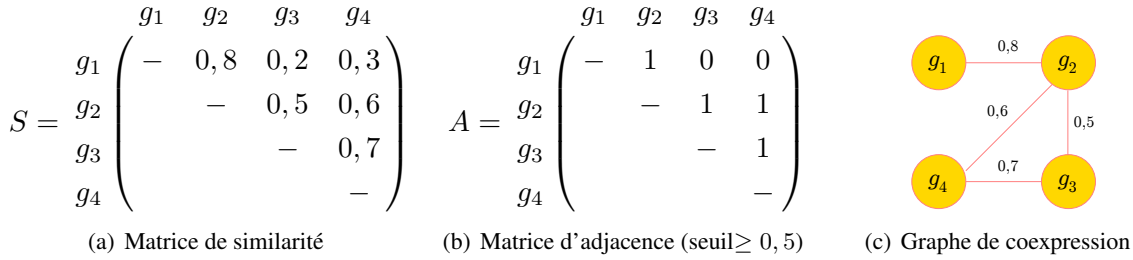 g1 g2 g3 g4
g1 − 0,8 0,2 0,3
S = g2 − 0,5 0,6
g3 − 0,7
g4 −
(a) Matrice de similarité
g1 g2 g3 g4
g1 − 1 0 0
A = g2 − 1 1
g3 − 1
g4 −
(b) Matrice d'adjacence (seuil≥ 0,5)
g1 0,8 g2
0,6 0,5
g4 0,7 g3
(c) Graphe de coexpression